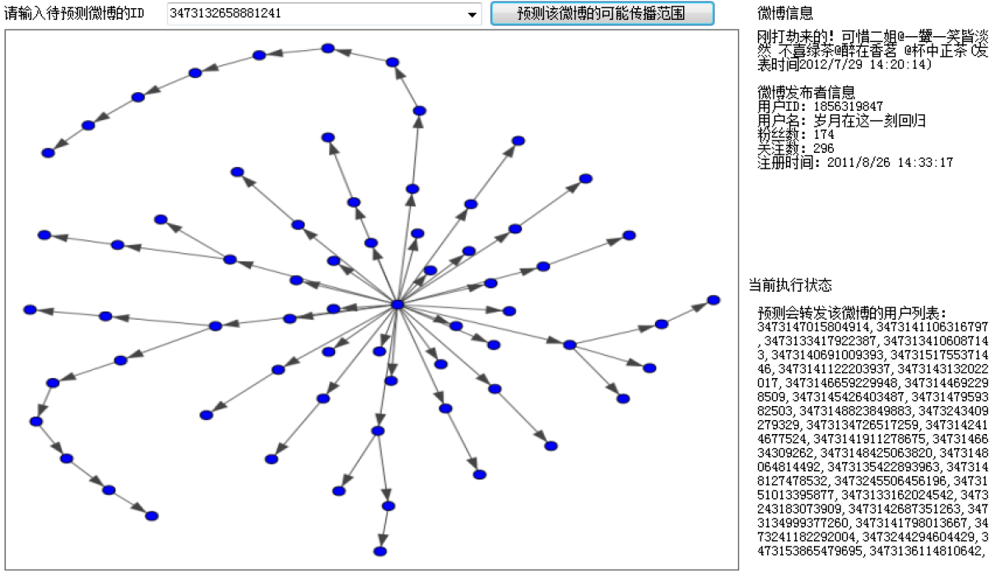 请输入待预测微博的ID
3473132658881241
预测该微博的可能传播范围
微博信息
刚打劫来的！可惜二姐@一颦一笑皆淡
然 不喜绿茶@醉在香茗 @杯中正茶(发
表时间2012/7/29 14:20:14)
微博发布者信息
用户ID: 1856319847
用户名: 岁月在这一刻回归
粉丝数: 174
关注数: 296
注册时间: 2011/8/26 14:33:17
当前执行状态
预测会转发该微博的用户列表:
3473147015804914, 3473141106316797
, 3473133417922387, 347313410608714
3, 3473140691009393, 34731517553714
46, 3473141122203937, 3473143132022
017, 3473146659229948, 347314469229
8509, 3473145426403487, 34731479593
82503, 3473148823849883, 3473243409
279329, 3473134726517259, 347314241
4677524, 3473141911278675, 34731466
34309262, 3473148425063820, 3473148
064814492, 3473135422893963, 347314
8127478532, 3473245506456196, 34731
51013395877, 3473133162024542, 3473
243183073909, 3473142687351263, 347
3134999377260, 3473141798013667, 34
73241182292004, 3473244294604429, 3
473153865479695, 3473136114810642,